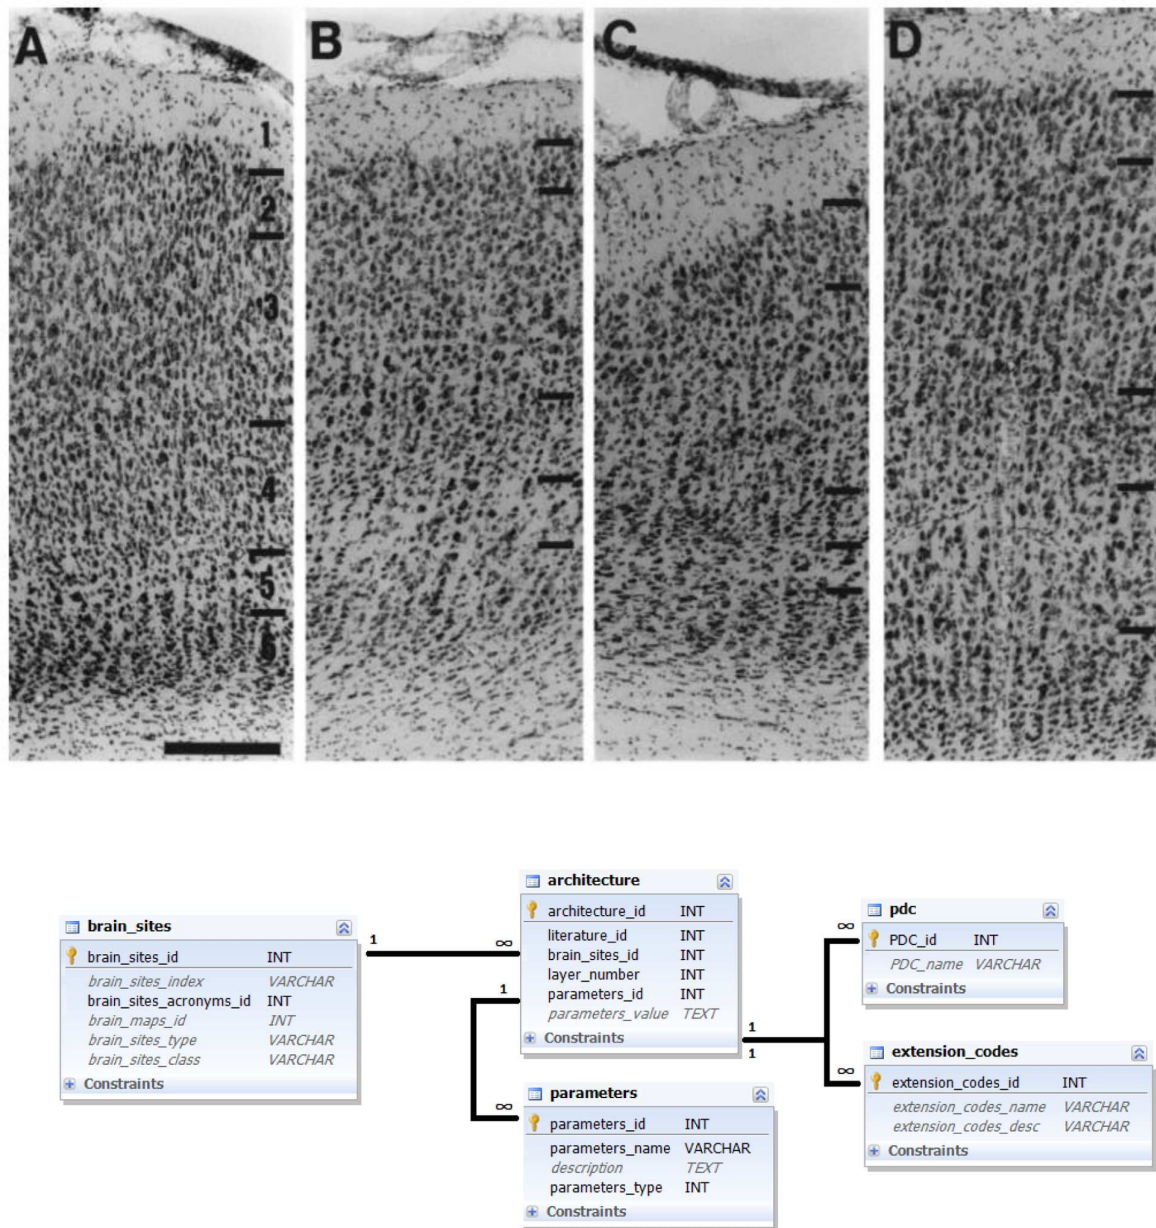 A B C D
1
2
3
4
5
6
brain_sites
brain_sites_id INT
brain_sites_index VARCHAR
brain_sites_acronyms_id INT
brain_maps_id INT
brain_sites_type VARCHAR
brain_sites_class VARCHAR
Constraints
1 ∞
architecture
architecture_id INT
literature_id INT
brain_sites_id INT
layer_number INT
parameters_id INT
parameters_value TEXT
Constraints
1
∞
parameters
parameters_id INT
parameters_name VARCHAR
description TEXT
parameters_type INT
Constraints
1
1
∞
∞
pdc
PDC_id INT
PDC_name VARCHAR
Constraints
extension_codes
extension_codes_id INT
extension_codes_name VARCHAR
extension_codes_desc VARCHAR
Constraints